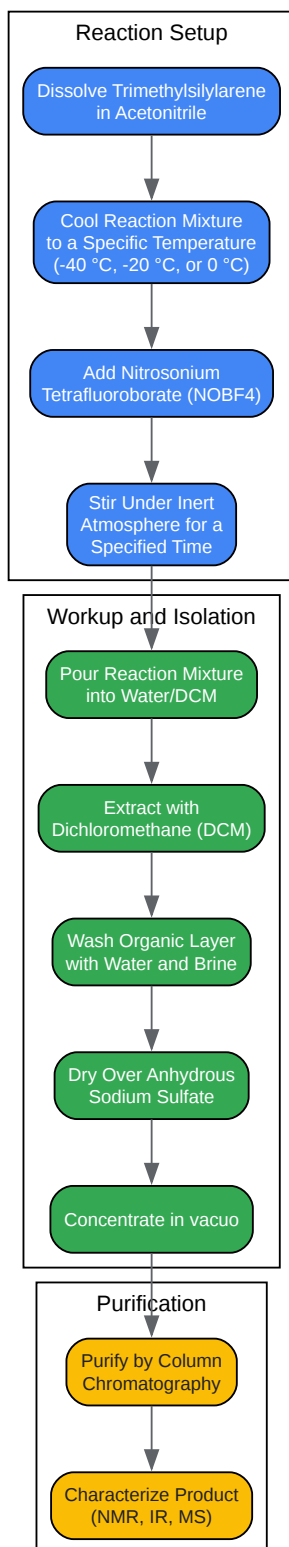 Reaction Setup
Dissolve Trimethylsilylarene
in Acetonitrile
Cool Reaction Mixture
to a Specific Temperature
(-40 °C, -20 °C, or 0 °C)
Add Nitrosonium
Tetrafluoroborate (NOBF4)
Stir Under Inert
Atmosphere for a
Specified Time
Workup and Isolation
Pour Reaction Mixture
into Water/DCM
Extract with
Dichloromethane (DCM)
Wash Organic Layer
with Water and Brine
Dry Over Anhydrous
Sodium Sulfate
Concentrate in vacuo
Purification
Purify by Column
Chromatography
Characterize Product
(NMR, IR, MS)